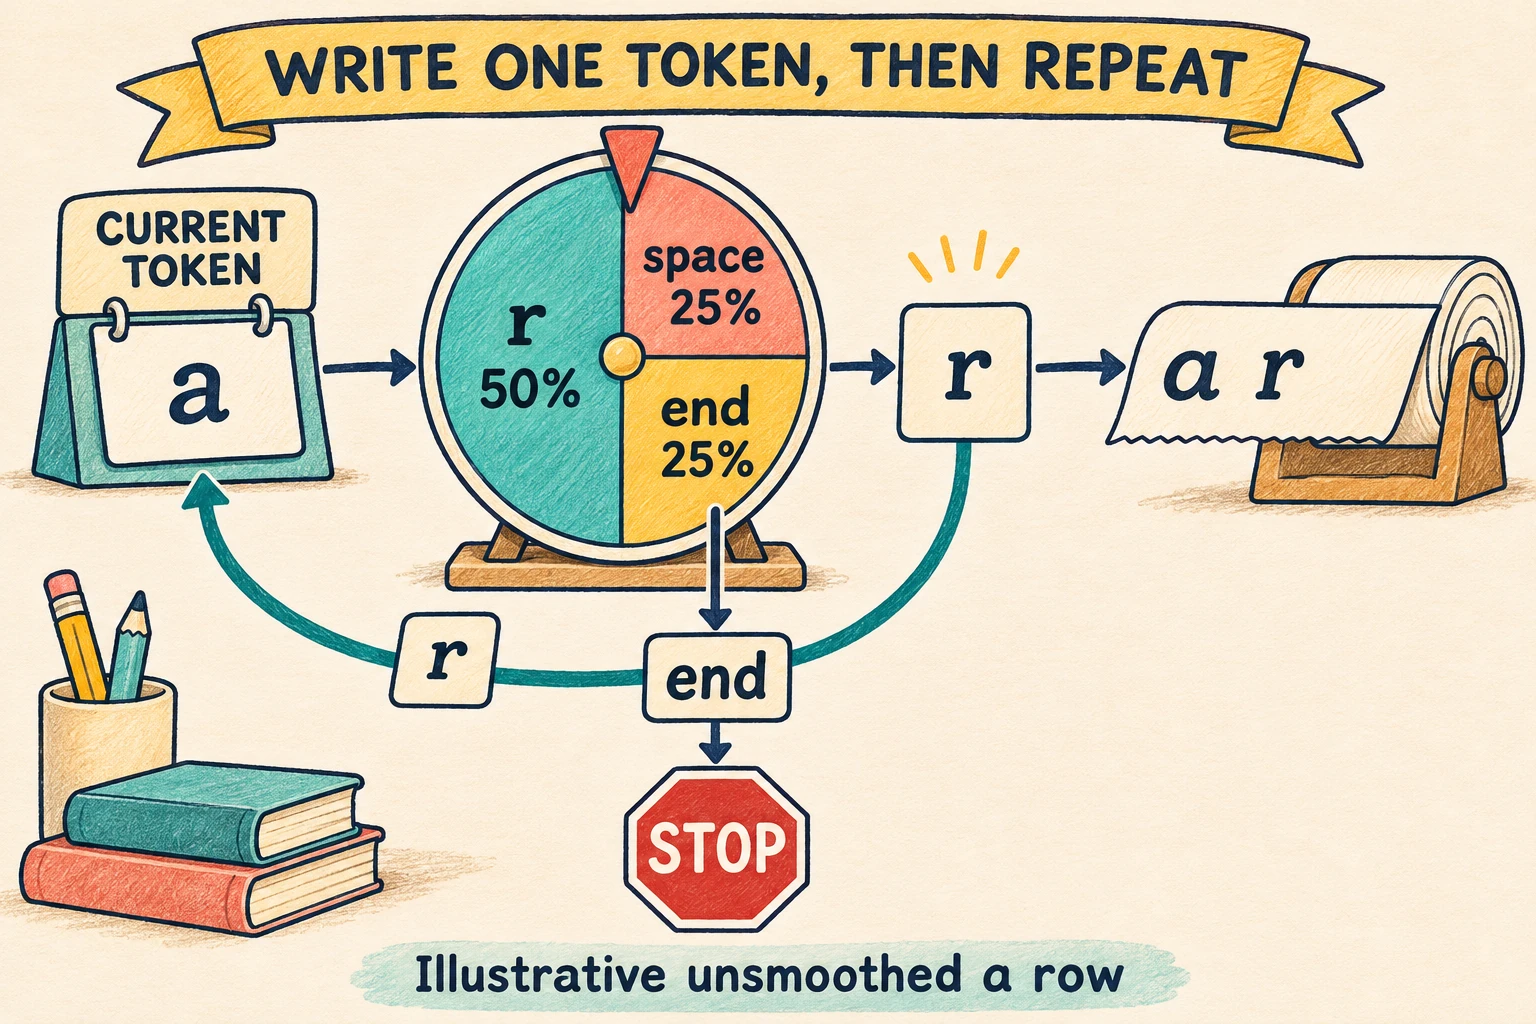 WRITE ONE TOKEN, THEN REPEAT
CURRENT
TOKEN
a
r
50%
space
25%
end
25%
r
a r
r
end
STOP
Illustrative unsmoothed a row